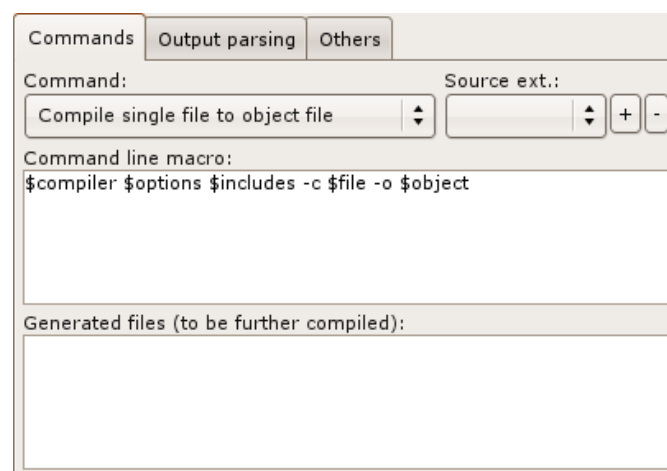 Commands Output parsing Others
Command: Source ext.:
Compile single file to object file + -
Command line macro:
$compiler $options $includes -c $file -o $object
Generated files (to be further compiled):